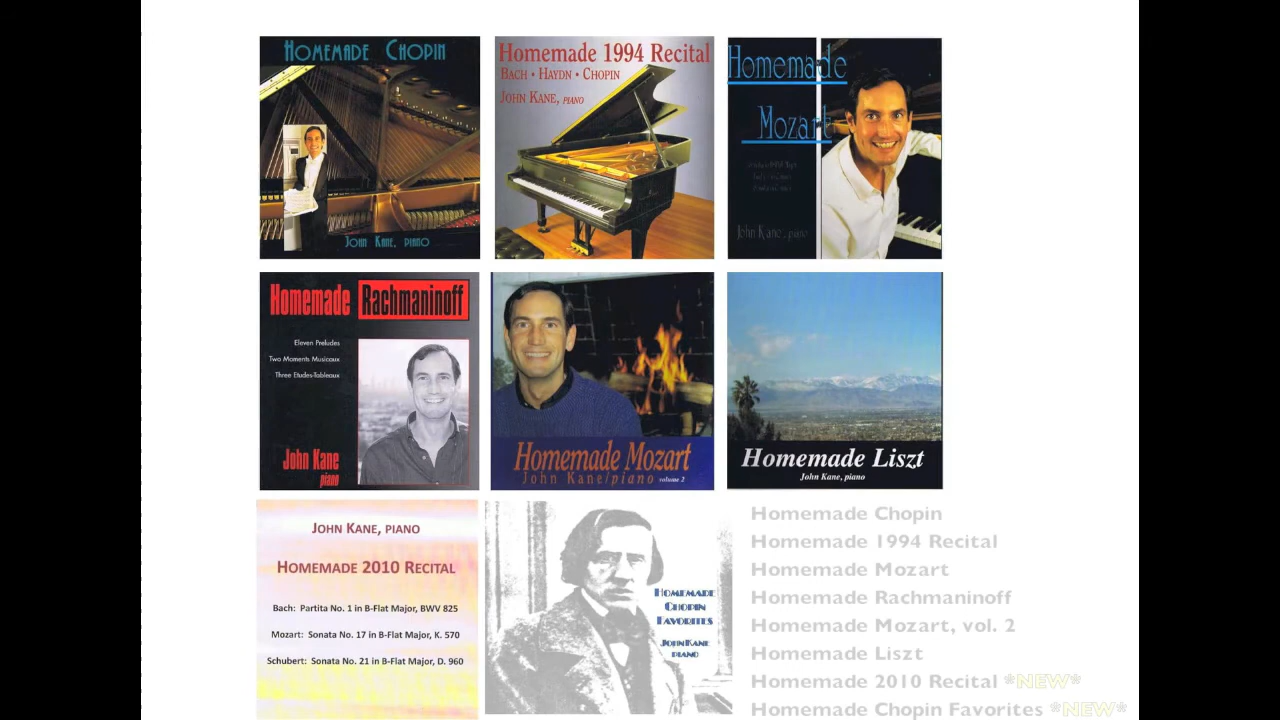 HOMEMADE CHOPIN
JOHN KANE, PIANO
Homemade 1994 Recital
BACH • HAYDN • CHOPIN
JOHN KANE, PIANO
Homemade
Mozart
John Kane, piano
Homemade Rachmaninoff
Eleven Preludes
Two Moments Musicaux
Three Etudes-Tableaux
John Kane
piano
Homemade Mozart
John Kane/piano volume 2
Homemade Liszt
John Kane, piano
JOHN KANE, PIANO
HOMEMADE 2010 RECITAL
Bach: Partita No. 1 in B-Flat Major, BWV 825
Mozart: Sonata No. 17 in B-Flat Major, K. 570
Schubert: Sonata No. 21 in B-Flat Major, D. 960
HOMEMADE
CHOPIN
FAVORITES
JOHN KANE
PIANO
Homemade Chopin
Homemade 1994 Recital
Homemade Mozart
Homemade Rachmaninoff
Homemade Mozart, vol. 2
Homemade Liszt
Homemade 2010 Recital *NEW*
Homemade Chopin Favorites *NEW*